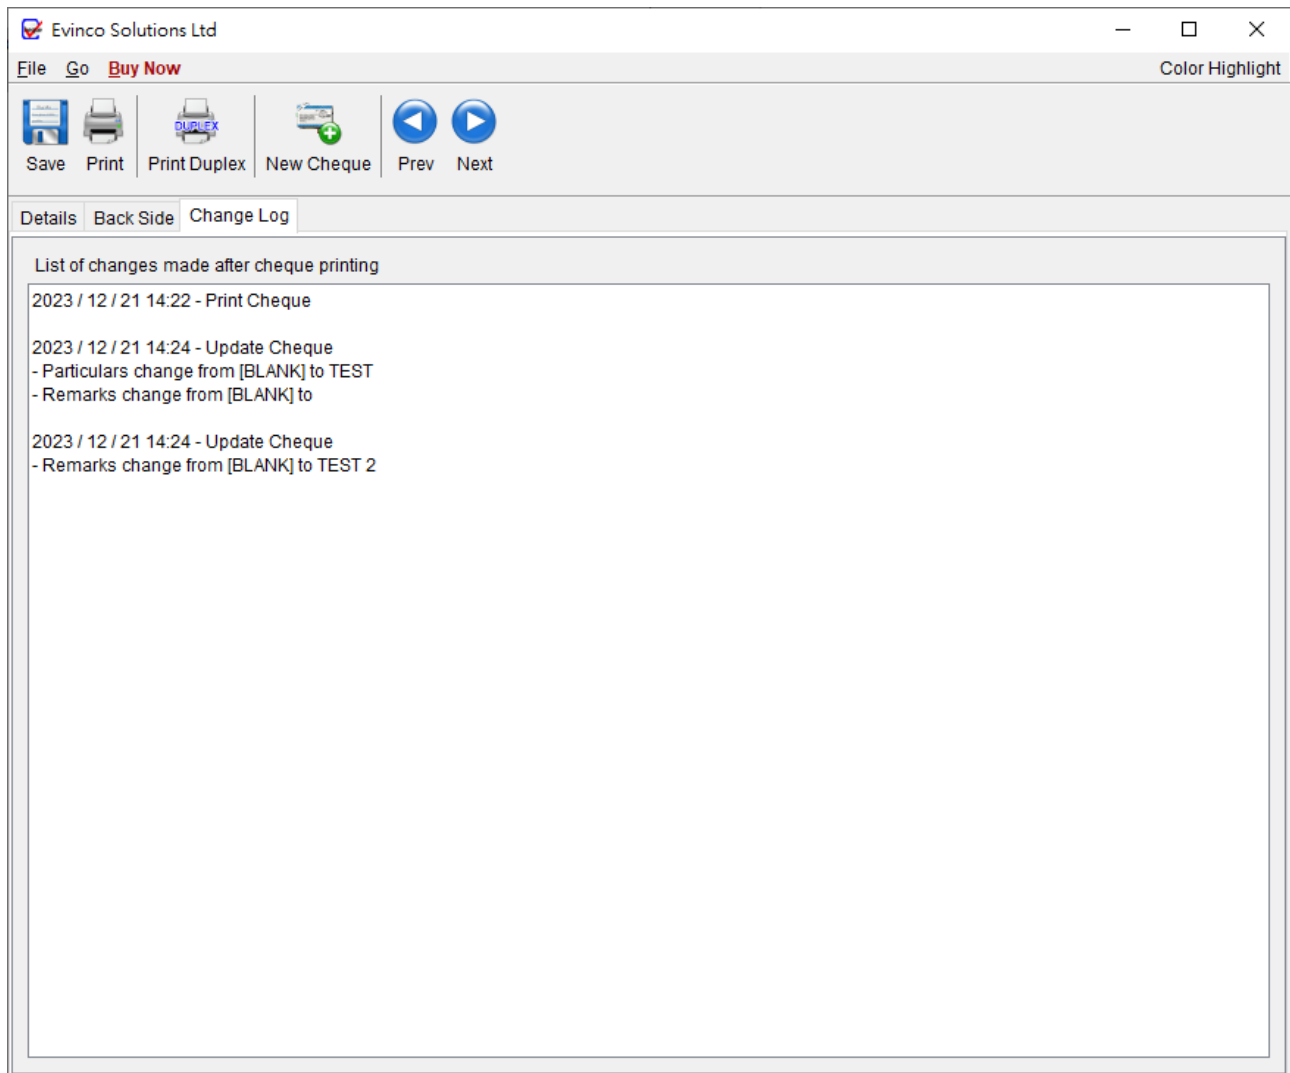 Evinco Solutions Ltd
File Go Buy Now Color Highlight
DUPLEX
Save Print Print Duplex New Cheque Prev Next
Details Back Side Change Log
List of changes made after cheque printing
2023 / 12 / 21 14:22 - Print Cheque
2023 / 12 / 21 14:24 - Update Cheque
- Particulars change from [BLANK] to TEST
- Remarks change from [BLANK] to
2023 / 12 / 21 14:24 - Update Cheque
- Remarks change from [BLANK] to TEST 2